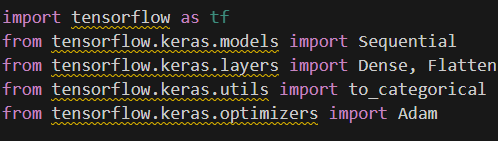 import tensorflow as tf
from tensorflow.keras.models import Sequential
from tensorflow.keras.layers import Dense, Flatten
from tensorflow.keras.utils import to_categorical
from tensorflow.keras.optimizers import Adam